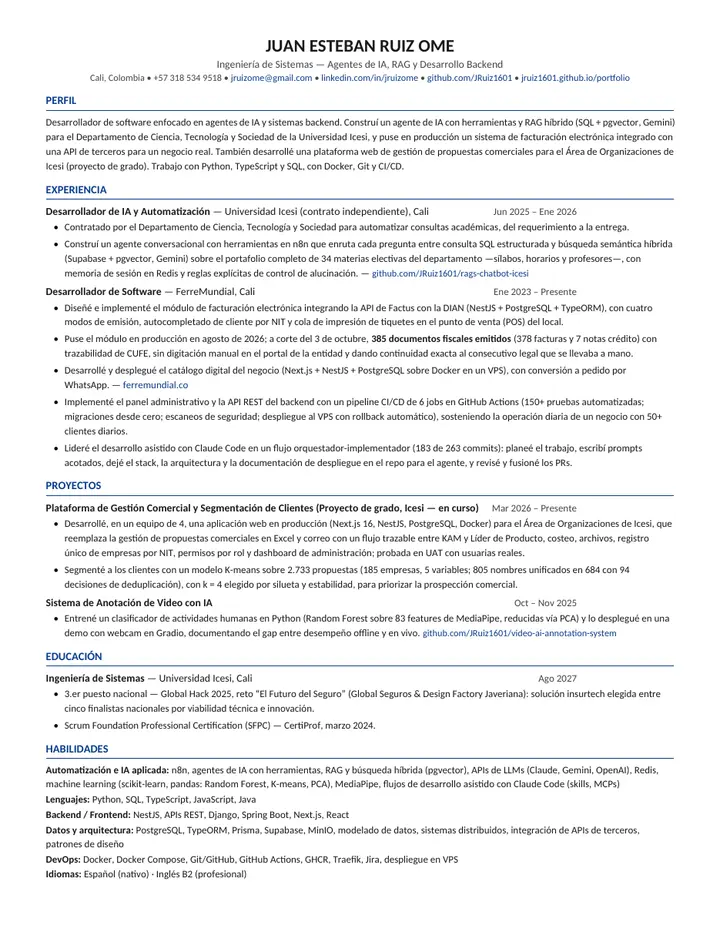 JUAN ESTEBAN RUIZ OME
Ingeniería de Sistemas — Agentes de IA, RAG y Desarrollo Backend
Cali, Colombia • +57 318 534 9518 • jruizome@gmail.com • linkedin.com/in/jruizome • github.com/JRuiz1601 • jruiz1601.github.io/portfolio
PERFIL
Desarrollador de software enfocado en agentes de IA y sistemas backend. Construí un agente de IA con herramientas y RAG híbrido (SQL + pgvector, Gemini)
para el Departamento de Ciencia, Tecnología y Sociedad de la Universidad Icesi, y puse en producción un sistema de facturación electrónica integrado con
una API de terceros para un negocio real. También desarrollé una plataforma web de gestión de propuestas comerciales para el Área de Organizaciones de
Icesi (proyecto de grado). Trabajo con Python, TypeScript y SQL, con Docker, Git y CI/CD.
EXPERIENCIA
Desarrollador de IA y Automatización — Universidad Icesi (contrato independiente), Cali Jun 2025 – Ene 2026
• Contratado por el Departamento de Ciencia, Tecnología y Sociedad para automatizar consultas académicas, del requerimiento a la entrega.
• Construí un agente conversacional con herramientas en n8n que enruta cada pregunta entre consulta SQL estructurada y búsqueda semántica híbrida
(Supabase + pgvector, Gemini) sobre el portafolio completo de 34 materias electivas del departamento —sílabos, horarios y profesores—, con
memoria de sesión en Redis y reglas explícitas de control de alucinación. — github.com/JRuiz1601/rags-chatbot-icesi
Desarrollador de Software — FerreMundial, Cali Ene 2023 – Presente
• Diseñé e implementé el módulo de facturación electrónica integrando la API de Factus con la DIAN (NestJS + PostgreSQL + TypeORM), con cuatro
modos de emisión, autocompletado de cliente por NIT y cola de impresión de tiquetes en el punto de venta (POS) del local.
• Puse el módulo en producción en agosto de 2026; a corte del 3 de octubre, 385 documentos fiscales emitidos (378 facturas y 7 notas crédito) con
trazabilidad de CUFE, sin digitación manual en el portal de la entidad y dando continuidad exacta al consecutivo legal que se llevaba a mano.
• Desarrollé y desplegué el catálogo digital del negocio (Next.js + NestJS + PostgreSQL sobre Docker en un VPS), con conversión a pedido por
WhatsApp. — ferremundial.co
• Implementé el panel administrativo y la API REST del backend con un pipeline CI/CD de 6 jobs en GitHub Actions (150+ pruebas automatizadas;
migraciones desde cero; escaneos de seguridad; despliegue al VPS con rollback automático), sosteniendo la operación diaria de un negocio con 50+
clientes diarios.
• Lideré el desarrollo asistido con Claude Code en un flujo orquestador-implementador (183 de 263 commits): planeé el trabajo, escribí prompts
acotados, dejé el stack, la arquitectura y la documentación de despliegue en el repo para el agente, y revisé y fusioné los PRs.
PROYECTOS
Plataforma de Gestión Comercial y Segmentación de Clientes (Proyecto de grado, Icesi — en curso) Mar 2026 – Presente
• Desarrollé, en un equipo de 4, una aplicación web en producción (Next.js 16, NestJS, PostgreSQL, Docker) para el Área de Organizaciones de Icesi, que
reemplaza la gestión de propuestas comerciales en Excel y correo con un flujo trazable entre KAM y Líder de Producto, costeo, archivos, registro
único de empresas por NIT, permisos por rol y dashboard de administración; probada en UAT con usuarias reales.
• Segmenté a los clientes con un modelo K-means sobre 2.733 propuestas (185 empresas, 5 variables; 805 nombres unificados en 684 con 94
decisiones de deduplicación), con k = 4 elegido por silueta y estabilidad, para priorizar la prospección comercial.
Sistema de Anotación de Video con IA Oct – Nov 2025
• Entrené un clasificador de actividades humanas en Python (Random Forest sobre 83 features de MediaPipe, reducidas vía PCA) y lo desplegué en una
demo con webcam en Gradio, documentando el gap entre desempeño offline y en vivo. github.com/JRuiz1601/video-ai-annotation-system
EDUCACIÓN
Ingeniería de Sistemas — Universidad Icesi, Cali Ago 2027
• 3.er puesto nacional — Global Hack 2025, reto "El Futuro del Seguro" (Global Seguros & Design Factory Javeriana): solución insurtech elegida entre
cinco finalistas nacionales por viabilidad técnica e innovación.
• Scrum Foundation Professional Certification (SFPC) — CertiProf, marzo 2024.
HABILIDADES
Automatización e IA aplicada: n8n, agentes de IA con herramientas, RAG y búsqueda híbrida (pgvector), APIs de LLMs (Claude, Gemini, OpenAI), Redis,
machine learning (scikit-learn, pandas: Random Forest, K-means, PCA), MediaPipe, flujos de desarrollo asistido con Claude Code (skills, MCPs)
Lenguajes: Python, SQL, TypeScript, JavaScript, Java
Backend / Frontend: NestJS, APIs REST, Django, Spring Boot, Next.js, React
Datos y arquitectura: PostgreSQL, TypeORM, Prisma, Supabase, MinIO, modelado de datos, sistemas distribuidos, integración de APIs de terceros,
patrones de diseño
DevOps: Docker, Docker Compose, Git/GitHub, GitHub Actions, GHCR, Traefik, Jira, despliegue en VPS
Idiomas: Español (nativo) · Inglés B2 (profesional)